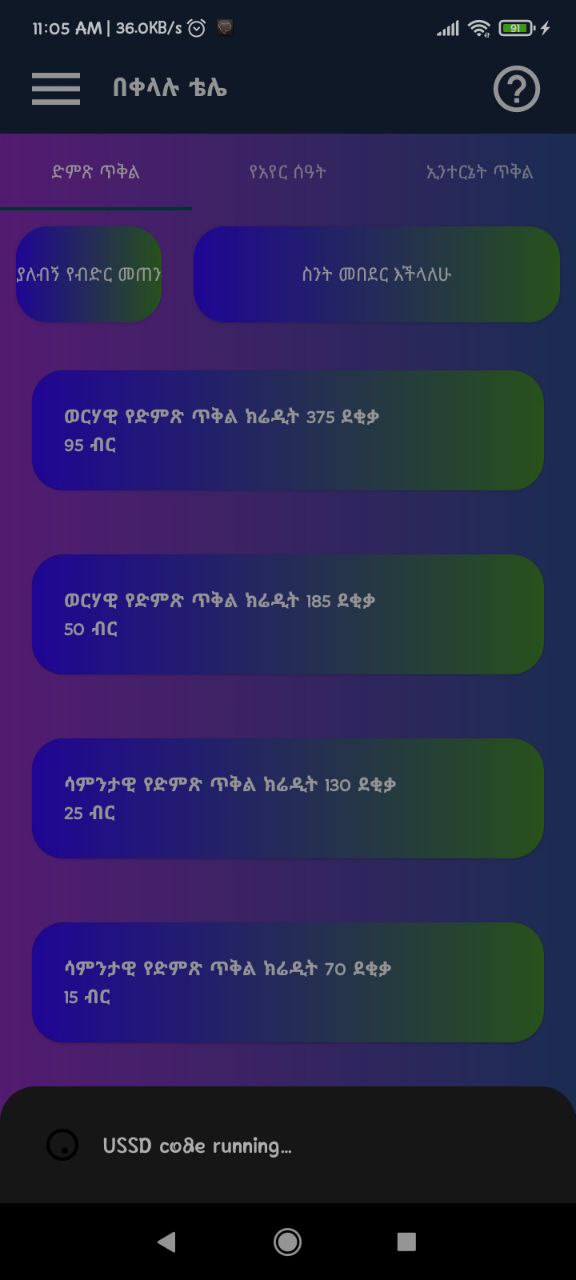 11:05 AM | 36.0KB/s
91
በቀላሉ ቴሌ
ድምጽ ጥቅል
የአየር ሰዓት
ኢንተርኔት ጥቅል
ያለብኝ የብድር መጠን
ስንት መበደር እችላለሁ
ወርሃዊ የድምጽ ጥቅል ክሬዲት 375 ደቂቃ
95 ብር
ወርሃዊ የድምጽ ጥቅል ክሬዲት 185 ደቂቃ
50 ብር
ሳምንታዊ የድምጽ ጥቅል ክሬዲት 130 ደቂቃ
25 ብር
ሳምንታዊ የድምጽ ጥቅል ክሬዲት 70 ደቂቃ
15 ብር
USSD code running...